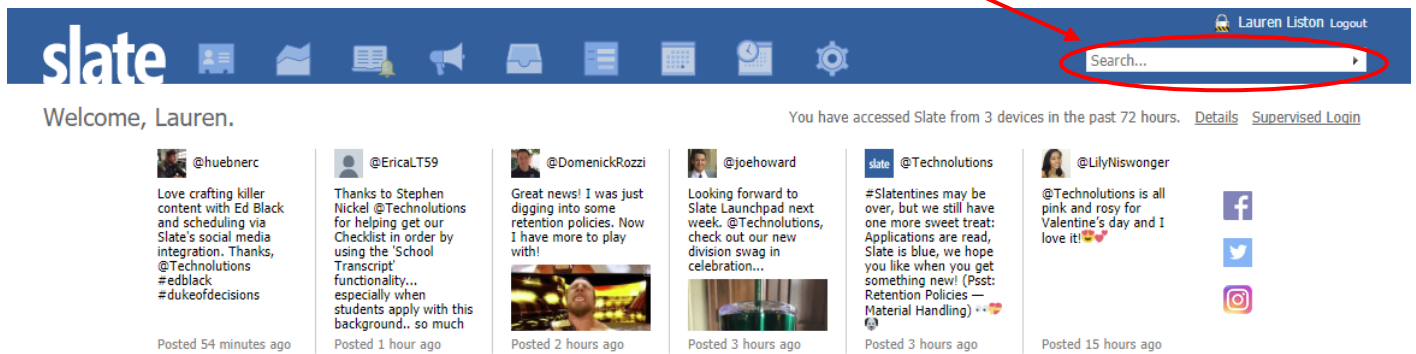 slate
Lauren Liston Logout
Search...
Welcome, Lauren.
You have accessed Slate from 3 devices in the past 72 hours. Details Supervised Login
@huebnerc
Love crafting killer
content with Ed Black
and scheduling via
Slate's social media
integration. Thanks,
@Technolutions
#edblack
#dukeofdecisions
Posted 54 minutes ago
@EricaLT59
Thanks to Stephen
Nickel @Technolutions
for helping get our
Checklist in order by
using the 'School
Transcript'
functionality...
especially when
students apply with this
background.. so much
Posted 1 hour ago
@DomenickRozzi
Great news! I was just
digging into some
retention policies. Now
I have more to play
with!
Posted 2 hours ago
@joehoward
Looking forward to
Slate Launchpad next
week. @Technolutions,
check out our new
division swag in
celebration...
Posted 3 hours ago
slate @Technolutions
#Slatentines may be
over, but we still have
one more sweet treat:
Applications are read,
Slate is blue, we hope
you like when you get
something new! (Psst:
Retention Policies —
Material Handling) 👀💝
🐶
Posted 3 hours ago
@LilyNiswonger
@Technolutions is all
pink and rosy for
Valentine's day and I
love it!😍💕
Posted 15 hours ago